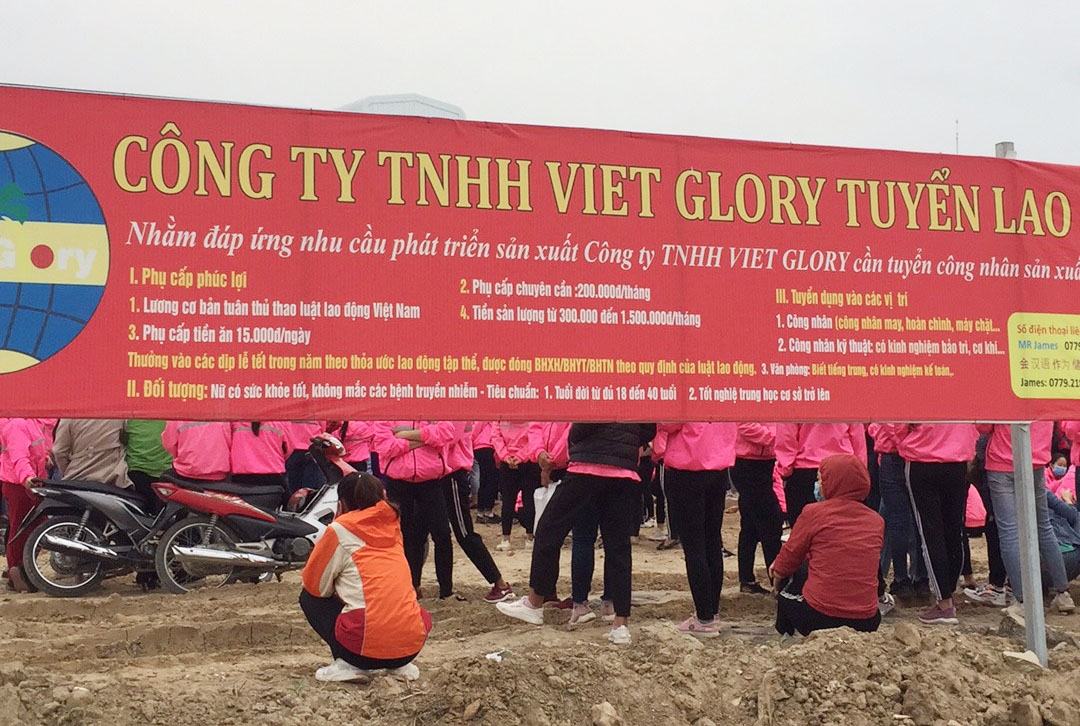 Glory
CÔNG TY TNHH VIET GLORY TUYỂN LAO
Nhằm đáp ứng nhu cầu phát triển sản xuất Công ty TNHH VIET GLORY cần tuyển công nhân sản xuấ
I. Phụ cấp phúc lợi
1. Lương cơ bản tuân thủ thao luật lao động Việt Nam
2. Phụ cấp chuyên cần :200.000đ/tháng
3. Phụ cấp tiền ăn 15.000đ/ngày
4. Tiền sản lượng từ 300.000 đến 1.500.000đ/tháng
Thưởng vào các dịp lễ tết trong năm theo thỏa ước lao động tập thể, được đóng BHXH/BHYT/BHTN theo quy định của luật lao động.
II. Đối tượng: Nữ có sức khỏe tốt, không mắc các bệnh truyền nhiễm - Tiêu chuẩn: 1. Tuổi đời từ đủ 18 đến 40 tuổi 2. Tốt nghiệ trung học cơ sở trở lên
III. Tuyển dụng vào các vị trí
1. Công nhân (công nhân may, hoàn chỉnh, máy chặt...
2. Công nhân kỹ thuật: có kinh nghiệm bảo trì, cơ khí...
3. Văn phòng: Biết tiếng trung, có kinh nghiệm kế toán,.
Số điện thoại liê
MR James 0779
会 汉语 作为
James: 0779.21